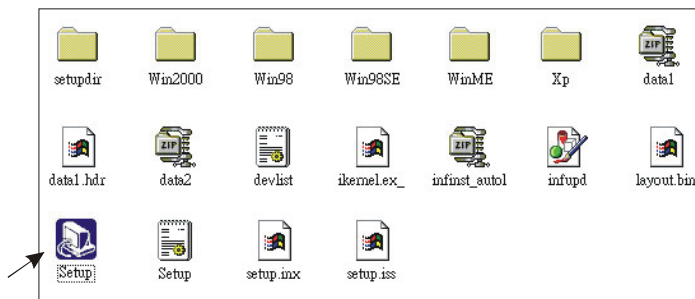 setupdir Win2000 Win98 Win98SE WinME Xp data1
data1.hdr data2 devlist ikernel.ex_ infinst_autol infupd layout.bin
Setup Setup setup.inx setup.iss